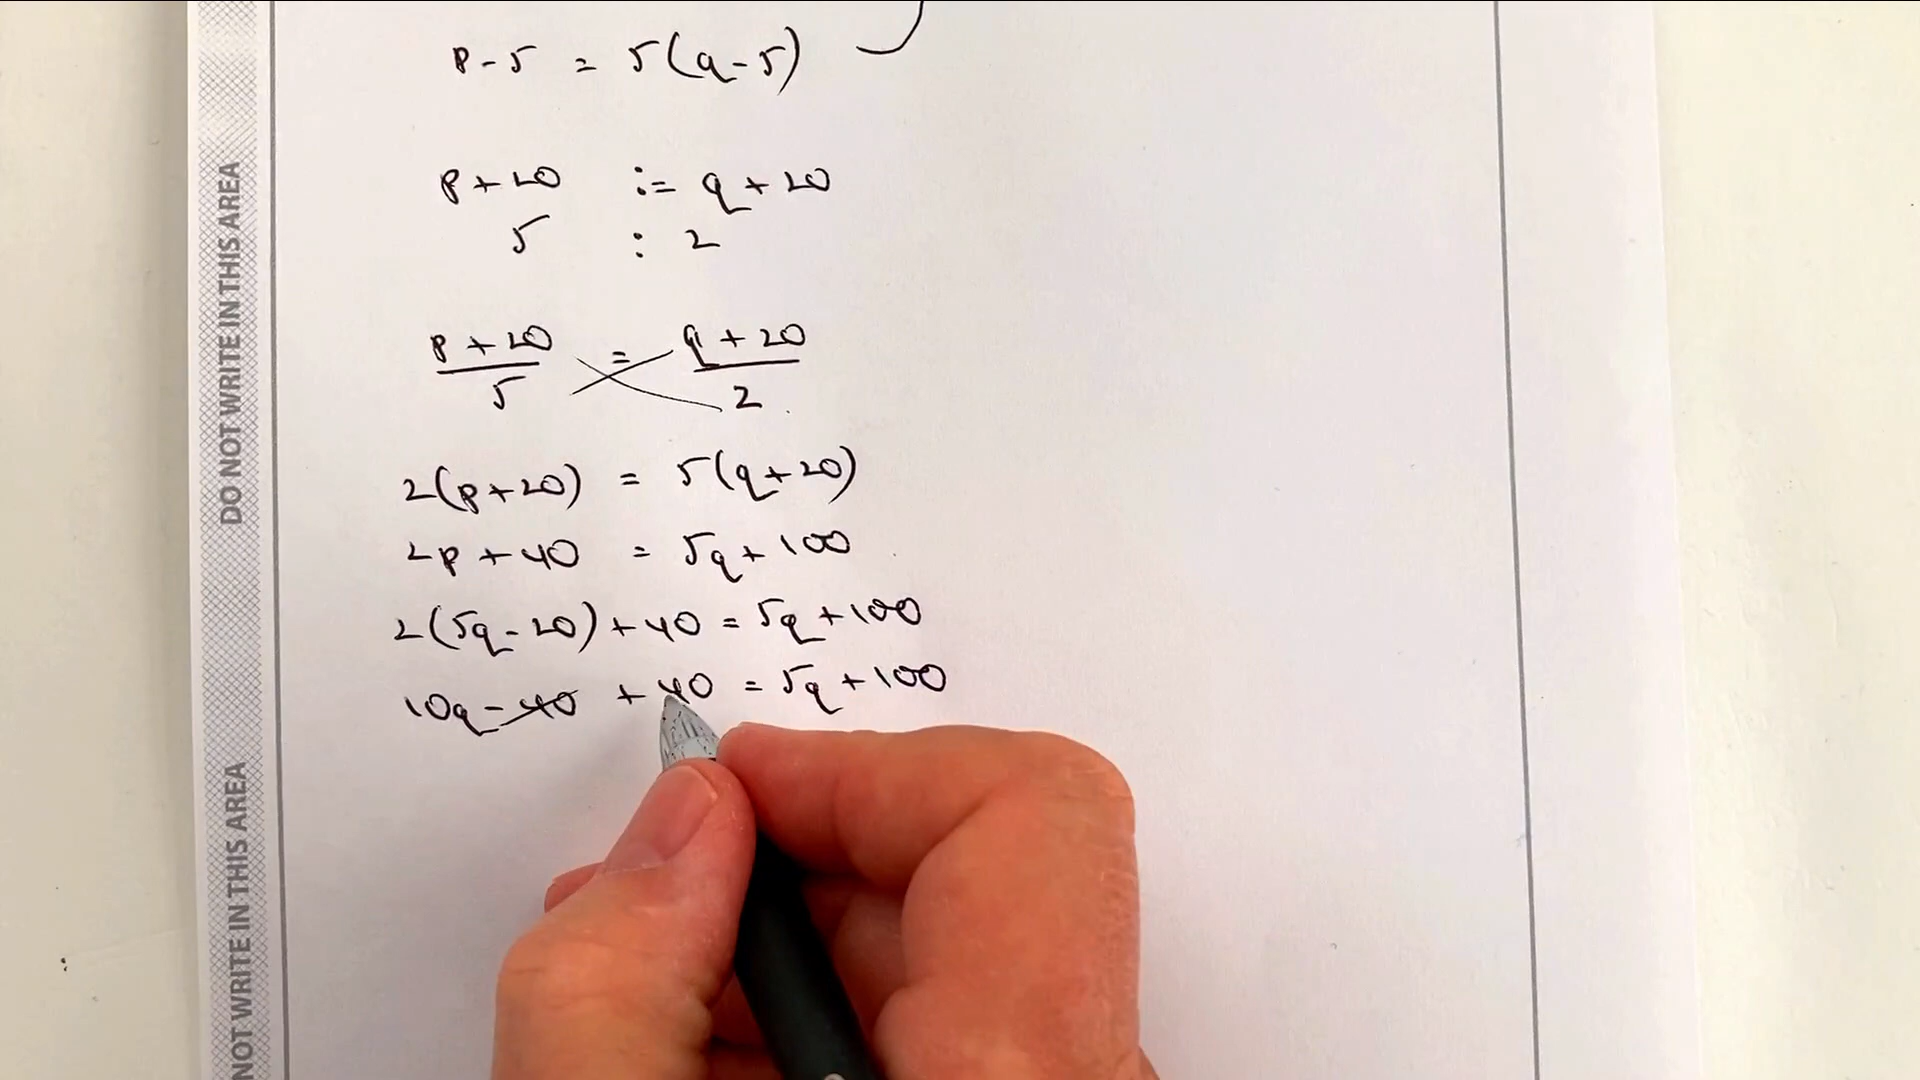 p - 5 = 5(q - 5)
p + 20 := q + 20
5 : 2
p + 20 / 5 = q + 20 / 2
2(p + 20) = 5(q + 20)
2p + 40 = 5q + 100
2(5q - 20) + 40 = 5q + 100
10q - 40 + 40 = 5q + 100
DO NOT WRITE IN THIS AREA
NOT WRITE IN THIS AREA